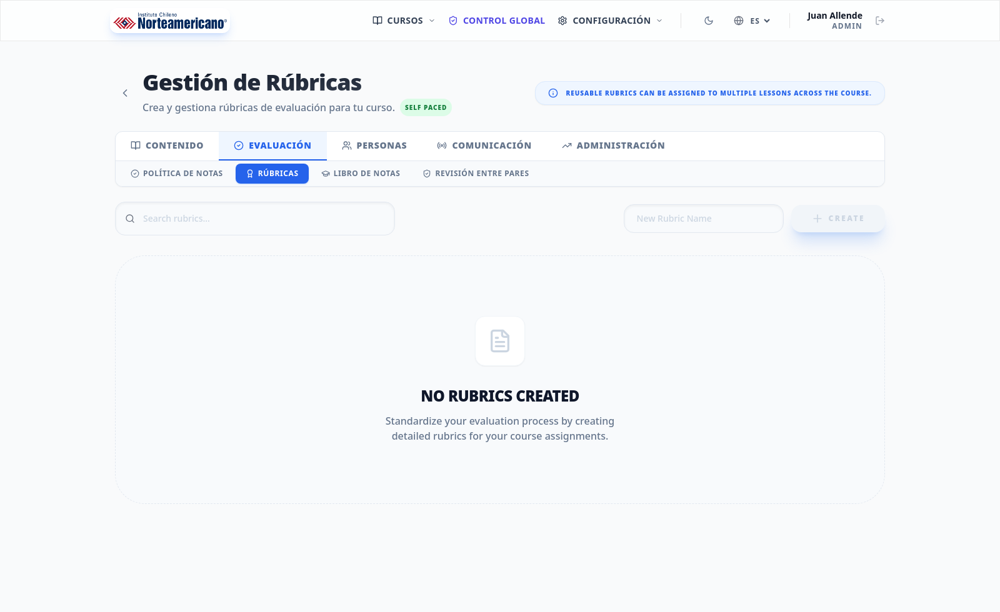 Instituto Chileno
Norteamericano®
CURSOS
CONTROL GLOBAL
CONFIGURACIÓN
ES
Juan Allende
ADMIN
Gestión de Rúbricas
Crea y gestiona rúbricas de evaluación para tu curso.
SELF PACED
REUSABLE RUBRICS CAN BE ASSIGNED TO MULTIPLE LESSONS ACROSS THE COURSE.
CONTENIDO
EVALUACIÓN
PERSONAS
COMUNICACIÓN
ADMINISTRACIÓN
POLÍTICA DE NOTAS
RÚBRICAS
LIBRO DE NOTAS
REVISIÓN ENTRE PARES
Search rubrics...
New Rubric Name
CREATE
NO RUBRICS CREATED
Standardize your evaluation process by creating
detailed rubrics for your course assignments.